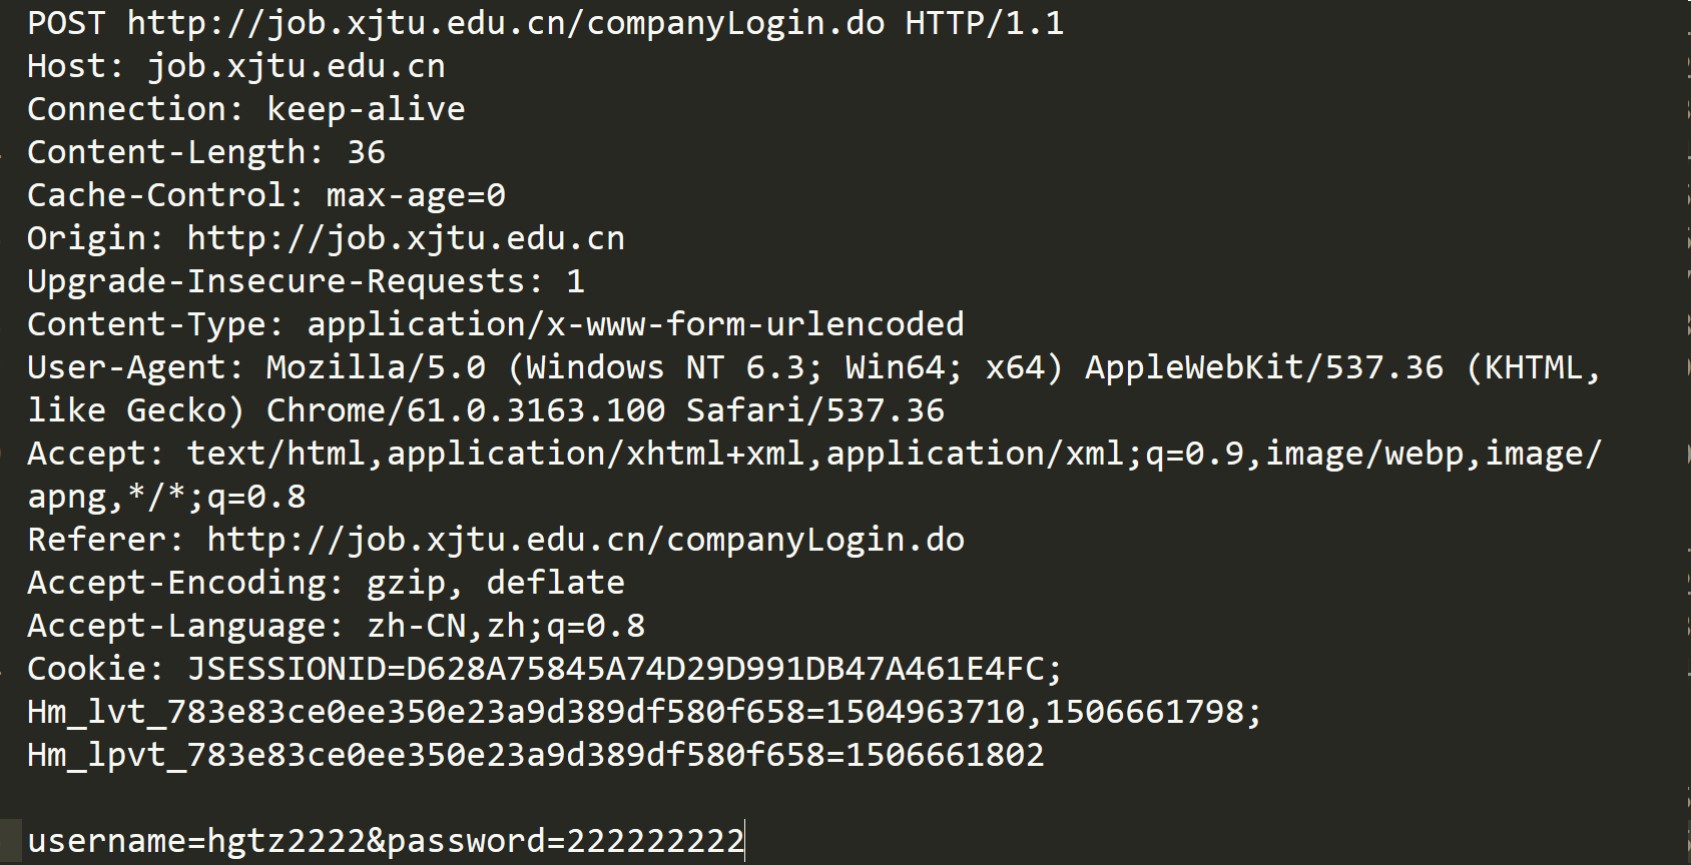 POST http://job.xjtu.edu.cn/companyLogin.do HTTP/1.1
Host: job.xjtu.edu.cn
Connection: keep-alive
Content-Length: 36
Cache-Control: max-age=0
Origin: http://job.xjtu.edu.cn
Upgrade-Insecure-Requests: 1
Content-Type: application/x-www-form-urlencoded
User-Agent: Mozilla/5.0 (Windows NT 6.3; Win64; x64) AppleWebKit/537.36 (KHTML,
like Gecko) Chrome/61.0.3163.100 Safari/537.36
Accept: text/html,application/xhtml+xml,application/xml;q=0.9,image/webp,image/
apng,*/*;q=0.8
Referer: http://job.xjtu.edu.cn/companyLogin.do
Accept-Encoding: gzip, deflate
Accept-Language: zh-CN,zh;q=0.8
Cookie: JSESSIONID=D628A75845A74D29D991DB47A461E4FC;
Hm_lvt_783e83ce0ee350e23a9d389df580f658=1504963710,1506661798;
Hm_lpvt_783e83ce0ee350e23a9d389df580f658=1506661802
username=hgtz2222&password=222222222